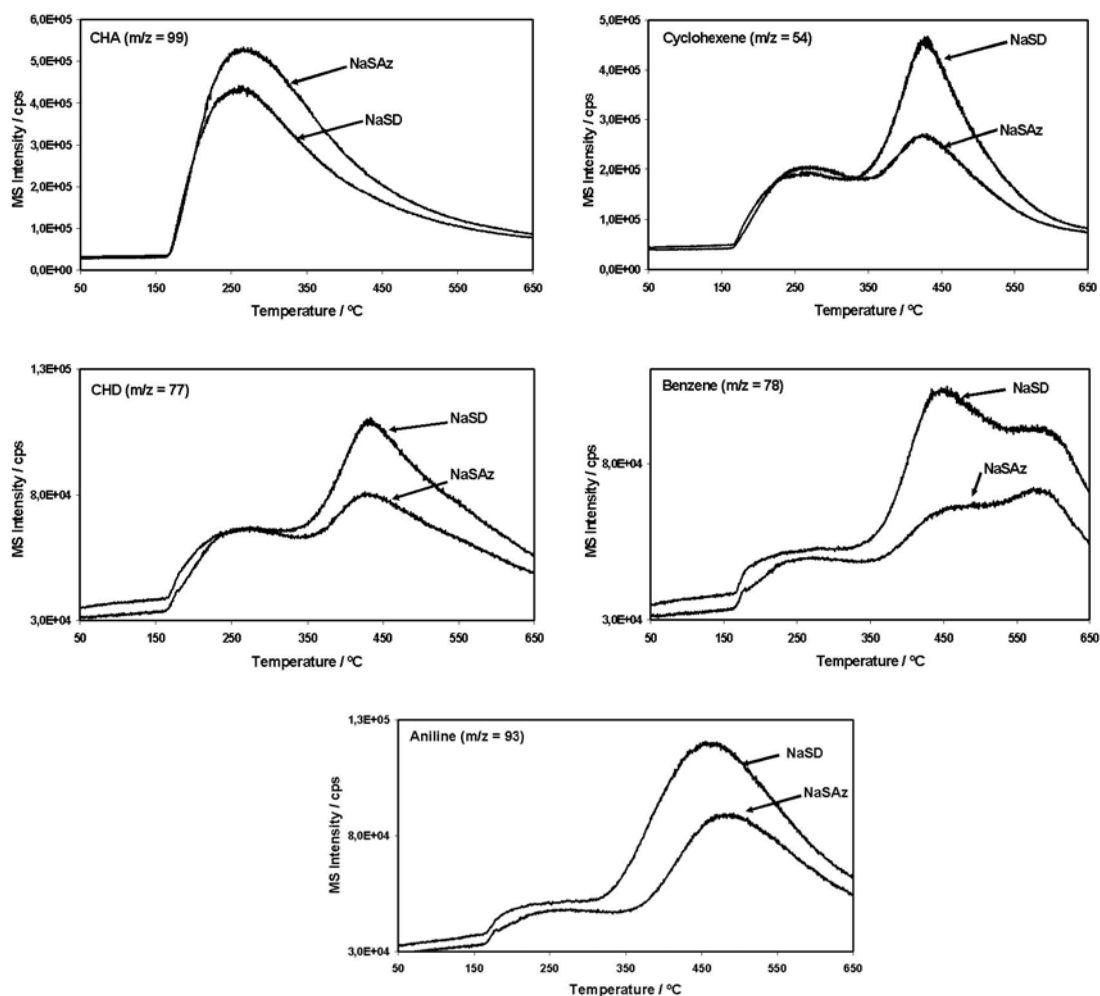 CHA (m/z = 99)
6,0E+05
5,0E+05
4,0E+05
3,0E+05
2,0E+05
1,0E+05
0,0E+00
MS Intensity / cps
NaSAz
NaSD
50 150 250 350 450 550 650
Temperature / ºC
Cyclohexene (m/z = 54)
5,0E+05
4,0E+05
3,0E+05
2,0E+05
1,0E+05
0,0E+00
MS Intensity / cps
NaSD
NaSAz
50 150 250 350 450 550 650
Temperature / ºC
CHD (m/z = 77)
1,3E+05
8,0E+04
3,0E+04
MS Intensity / cps
NaSD
NaSAz
50 150 250 350 450 550 650
Temperature / ºC
Benzene (m/z = 78)
8,0E+04
3,0E+04
MS Intensity / cps
NaSD
NaSAz
50 150 250 350 450 550 650
Temperature / ºC
Aniline (m/z = 93)
1,3E+05
8,0E+04
3,0E+04
MS Intensity / cps
NaSD
NaSAz
50 150 250 350 450 550 650
Temperature / ºC